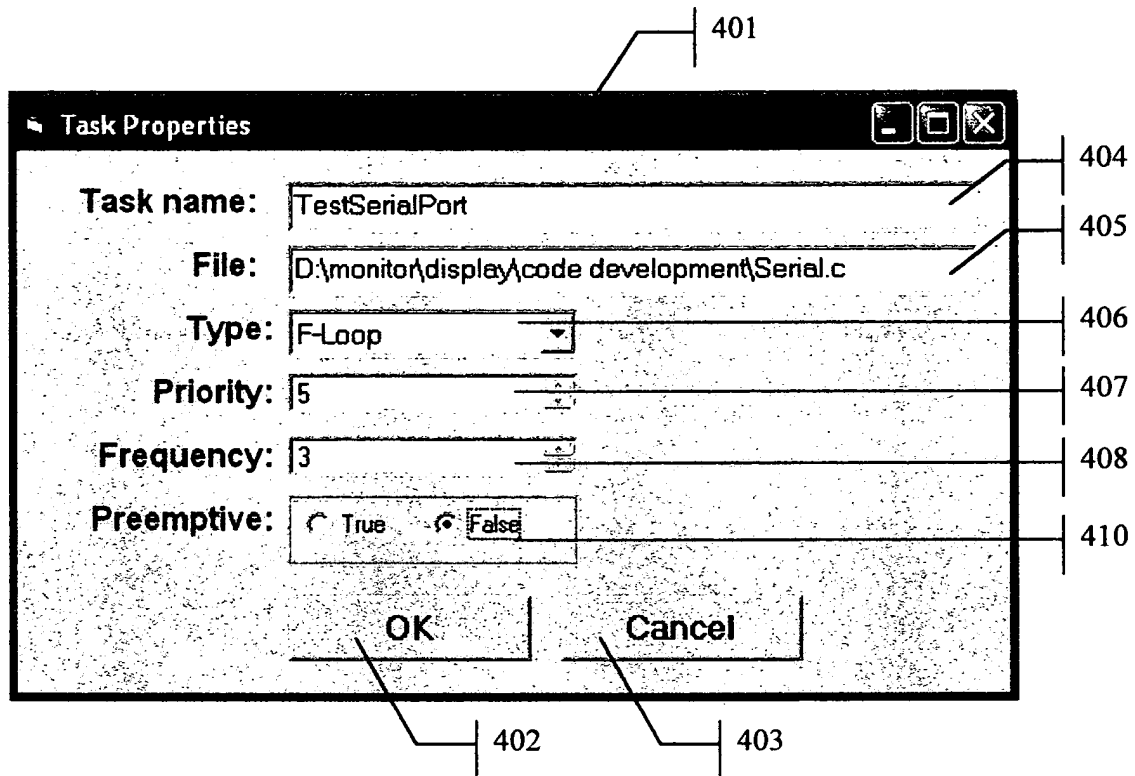 401
Task Properties
404
Task name: TestSerialPort
405
File: D:\monitor\display\code development\Serial.c
Type: F-Loop
406
Priority: 5
407
Frequency: 3
408
Preemptive: True False
410
OK Cancel
402 403